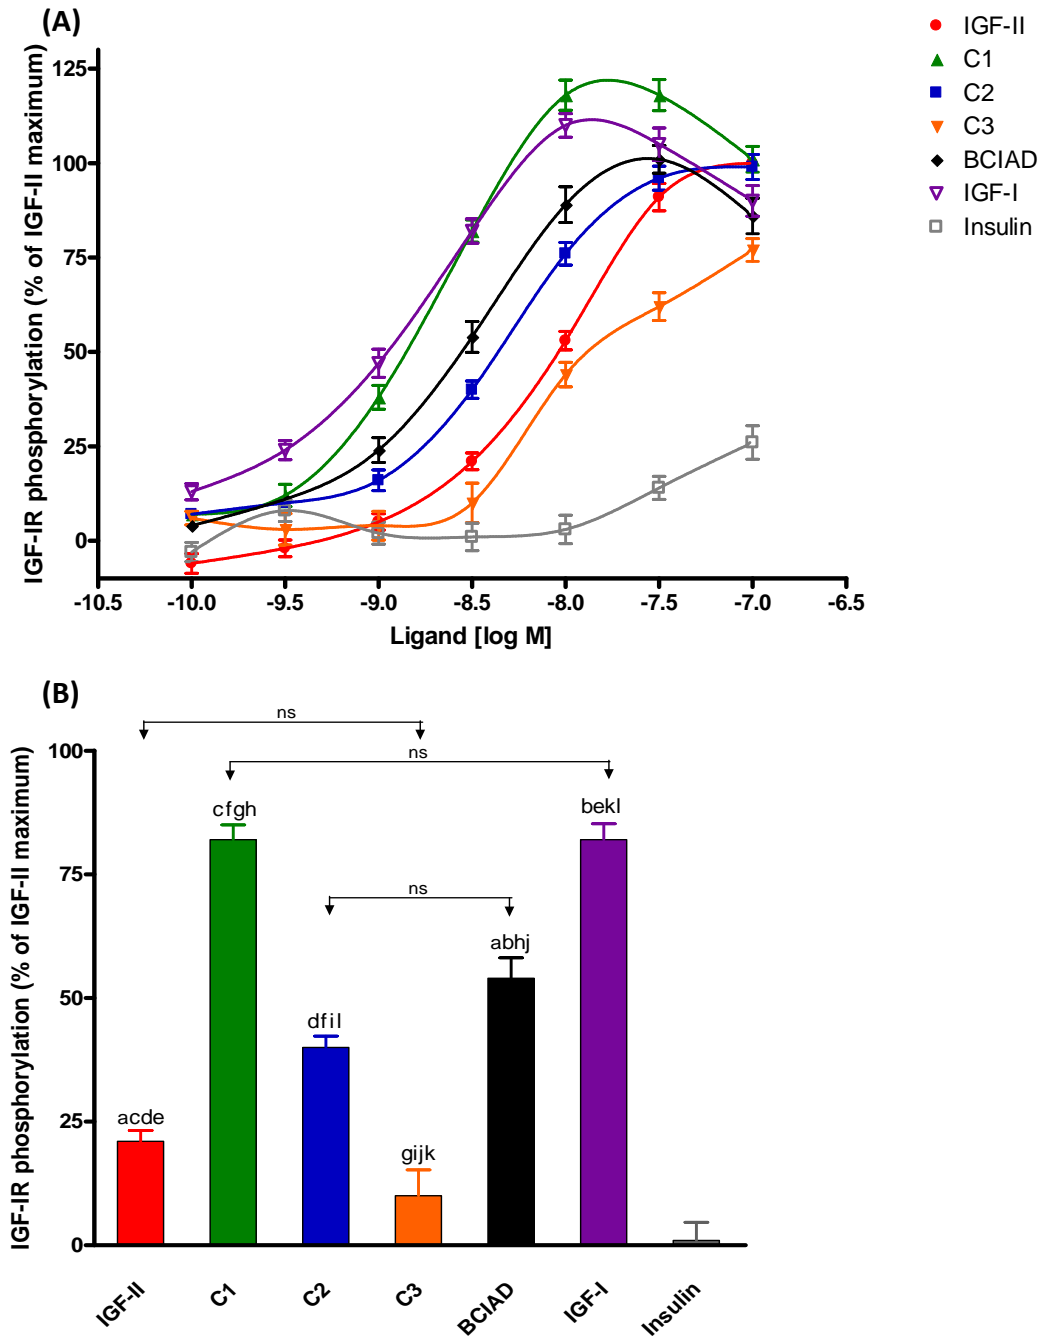 (A)
IGF-II
C1
C2
C3
BCIAD
IGF-I
Insulin
IGF-IR phosphorylation (% of IGF-II maximum)
125
100
75
50
25
0
-10.5 -10.0 -9.5 -9.0 -8.5 -8.0 -7.5 -7.0 -6.5
Ligand [log M]
(B)
ns
ns
ns
IGF-IR phosphorylation (% of IGF-II maximum)
100
75
50
25
0
acde
cfgh
dfil
gijk
abhj
bekl
IGF-II C1 C2 C3 BCIAD IGF-I Insulin